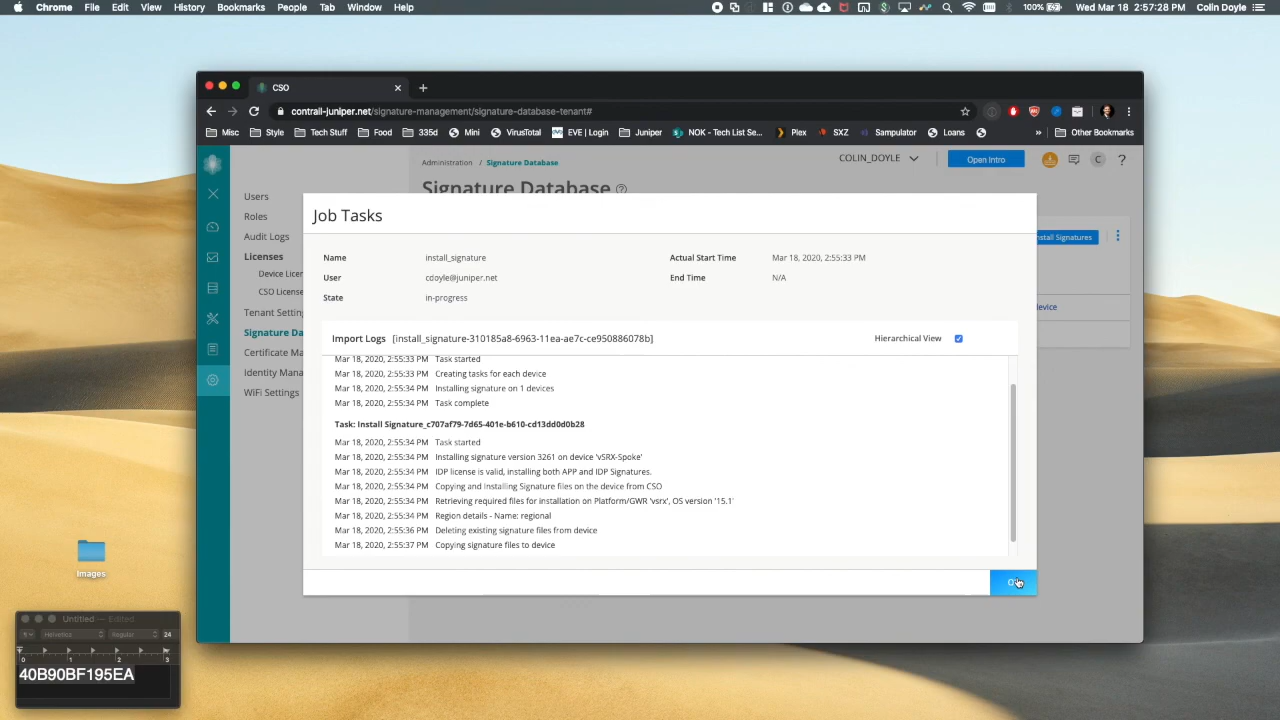 Chrome File Edit View History Bookmarks People Tab Window Help
100% Wed Mar 18 2:57:28 PM Colin Doyle
CSO
contrail-juniper.net/signature-management/signature-database-tenant#
Misc Style Tech Stuff Food 335d Mini VirusTotal EVE | Login Juniper NOK - Tech List Se... Plex SXZ Sampulator Loans » Other Bookmarks
Administration / Signature Database
COLIN_DOYLE Open Intro C ?
Signature Database
Users
Roles
Audit Logs
Licenses
Device Licen
CSO License
Tenant Setting
Signature Da
Certificate Ma
Identity Mana
WiFi Settings
nstall Signatures
evice
Job Tasks
Name install_signature Actual Start Time Mar 18, 2020, 2:55:33 PM
User cdoyle@juniper.net End Time N/A
State in-progress
Import Logs [install_signature-310185a8-6963-11ea-ae7c-ce950886078b] Hierarchical View
Mar 18, 2020, 2:55:33 PM Task started
Mar 18, 2020, 2:55:33 PM Creating tasks for each device
Mar 18, 2020, 2:55:34 PM Installing signature on 1 devices
Mar 18, 2020, 2:55:34 PM Task complete
Task: Install Signature_c707af79-7d65-401e-b610-cd13dd0d0b28
Mar 18, 2020, 2:55:34 PM Task started
Mar 18, 2020, 2:55:34 PM Installing signature version 3261 on device 'vSRX-Spoke'
Mar 18, 2020, 2:55:34 PM IDP license is valid, installing both APP and IDP Signatures.
Mar 18, 2020, 2:55:34 PM Copying and Installing Signature files on the device from CSO
Mar 18, 2020, 2:55:34 PM Retrieving required files for installation on Platform/GWR 'vsrx', OS version '15.1'
Mar 18, 2020, 2:55:34 PM Region details - Name: regional
Mar 18, 2020, 2:55:36 PM Deleting existing signature files from device
Mar 18, 2020, 2:55:37 PM Copying signature files to device
Images
Untitled — Edited
Helvetica Regular 24
0 1 2 3
40B90BF195EA